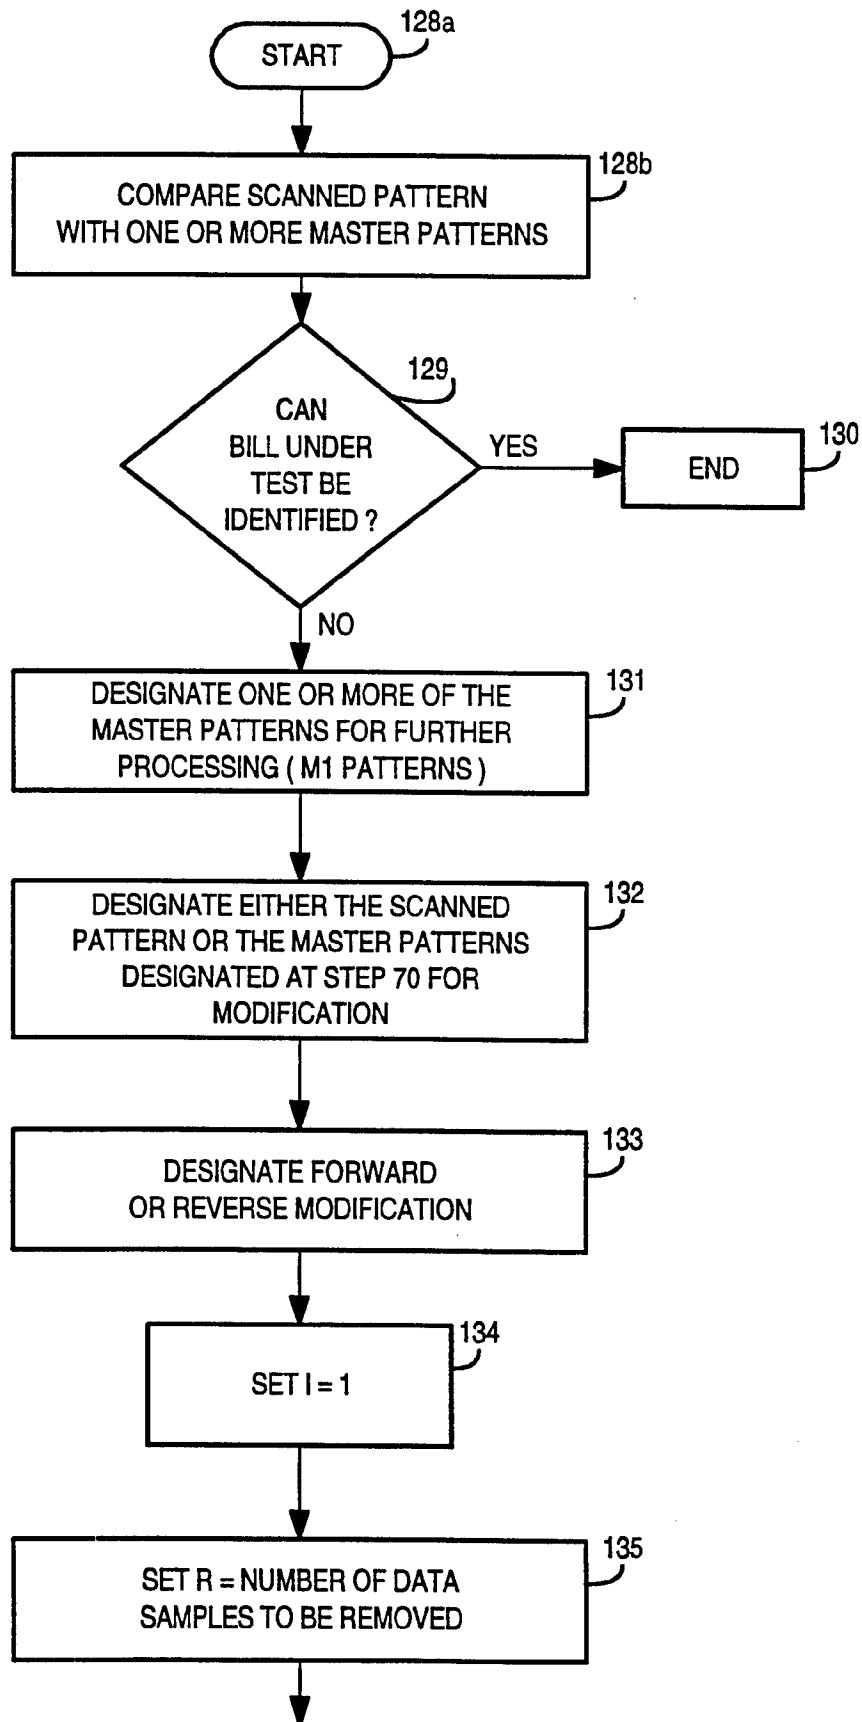 128a
START
128b
COMPARE SCANNED PATTERN
WITH ONE OR MORE MASTER PATTERNS
129
CAN
BILL UNDER
TEST BE
IDENTIFIED ?
YES
130
END
NO
131
DESIGNATE ONE OR MORE OF THE
MASTER PATTERNS FOR FURTHER
PROCESSING ( M1 PATTERNS )
132
DESIGNATE EITHER THE SCANNED
PATTERN OR THE MASTER PATTERNS
DESIGNATED AT STEP 70 FOR
MODIFICATION
133
DESIGNATE FORWARD
OR REVERSE MODIFICATION
134
SET I = 1
135
SET R = NUMBER OF DATA
SAMPLES TO BE REMOVED